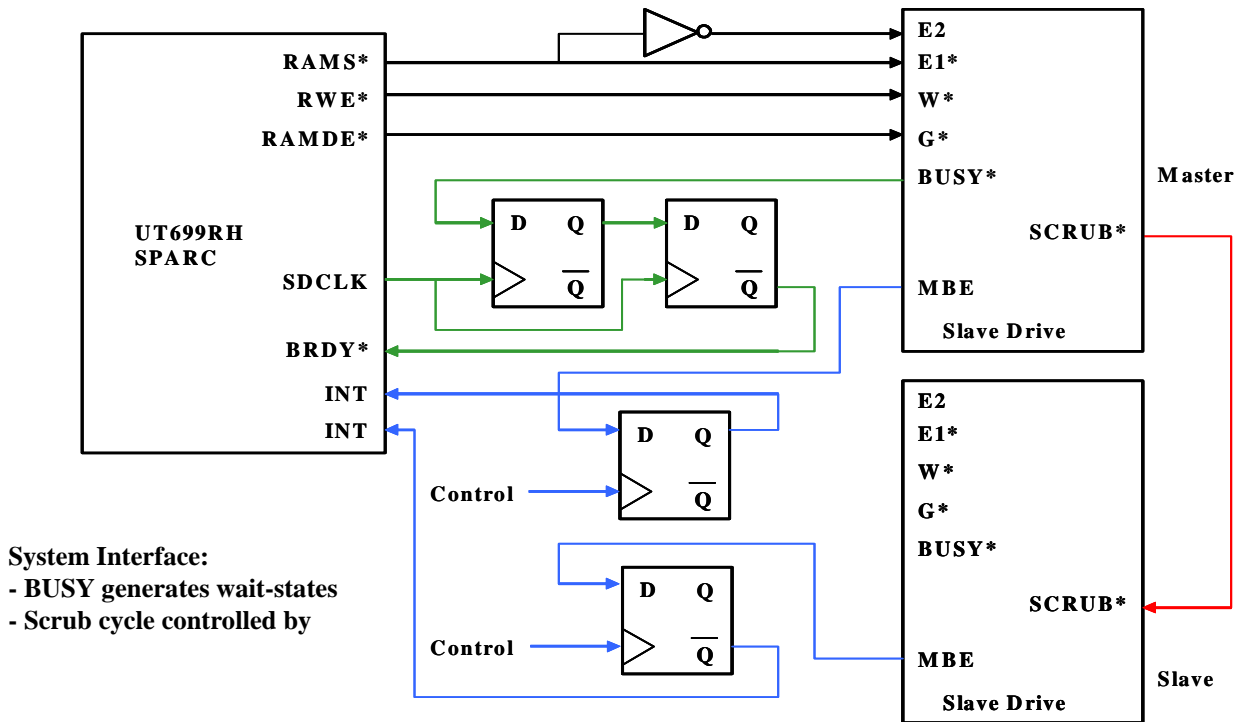 RAMS*
RWE*
RAMDE*
UT699RH
SPARC
SDCLK
BRDY*
INT
INT
D Q
Q
D Q
Q
E2
E1*
W*
G*
BUSY*
SCRUB*
MBE
Slave Drive
Master
D Q
Control
Q
D Q
Control
Q
E2
E1*
W*
G*
BUSY*
SCRUB*
MBE
Slave Drive
Slave
System Interface:
- BUSY generates wait-states
- Scrub cycle controlled by